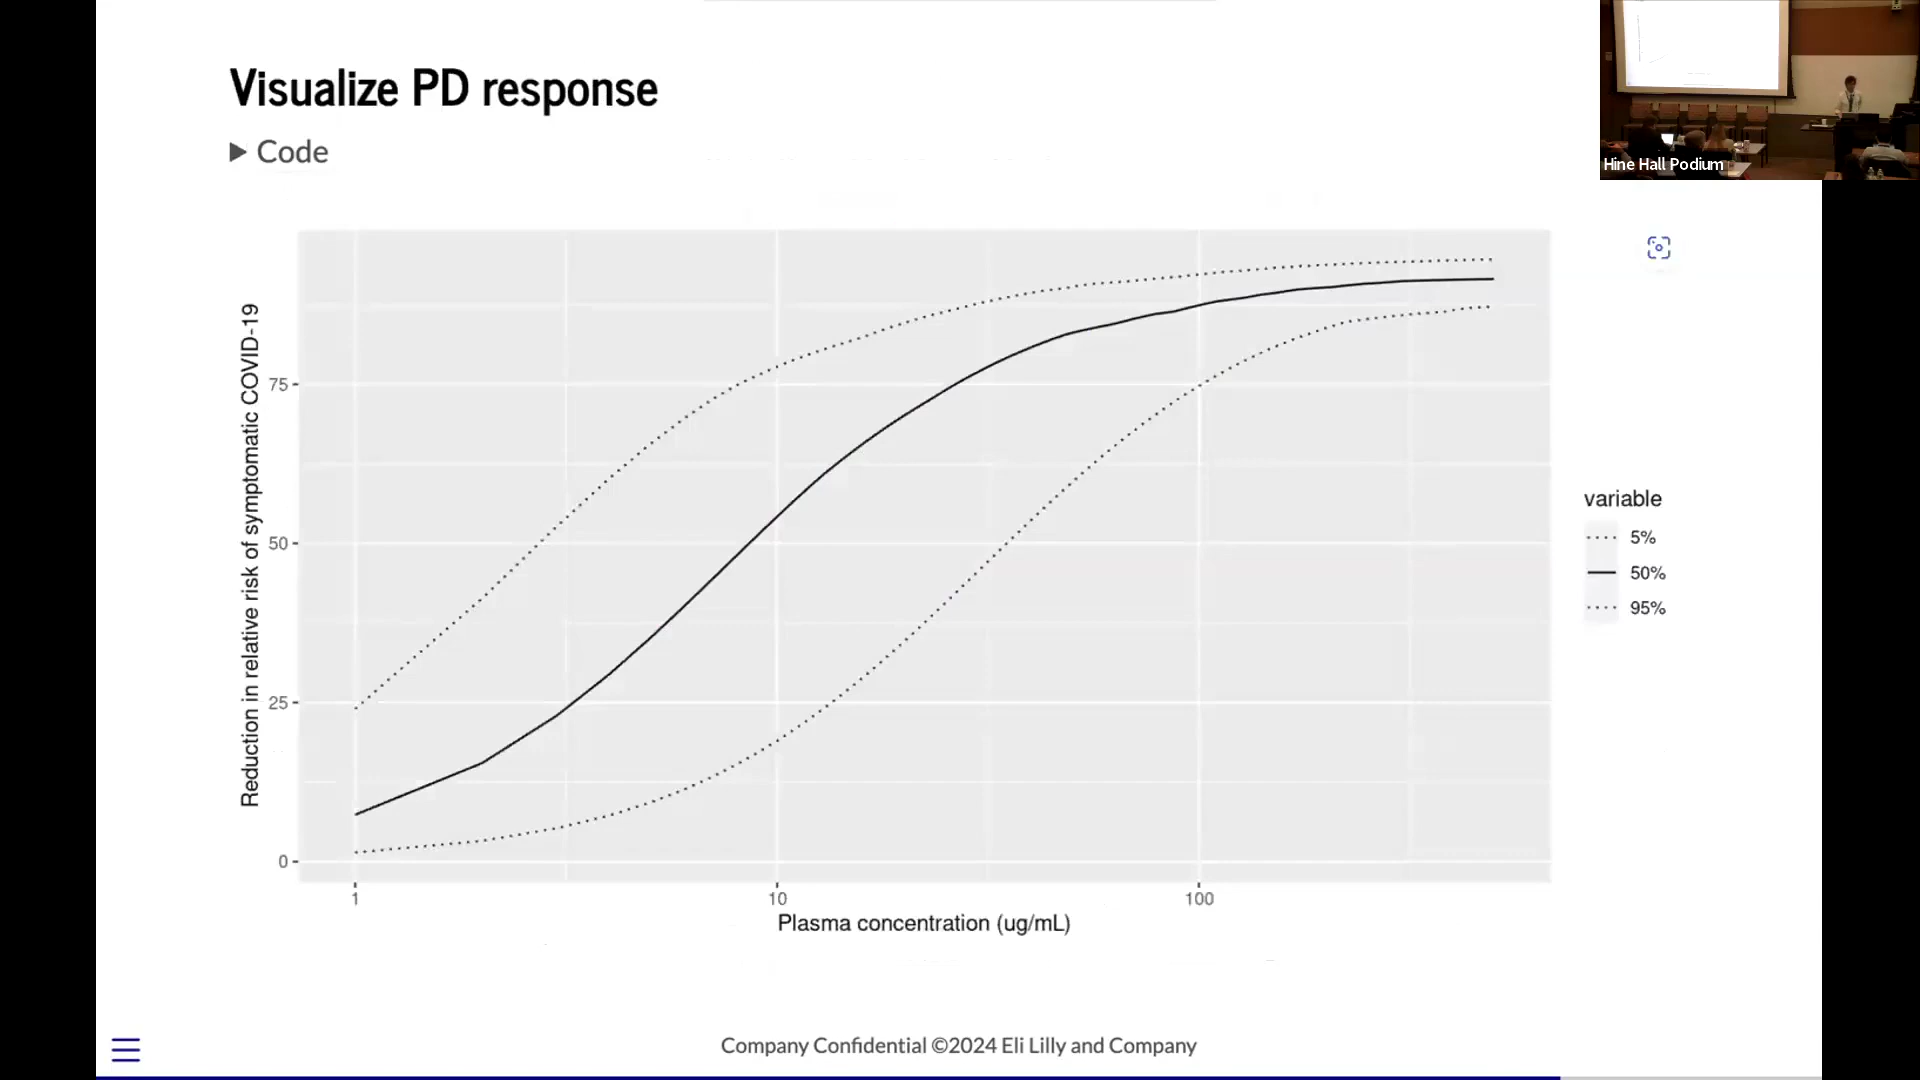 Visualize PD response
Code
Hine Hall Podium
Reduction in relative risk of symptomatic COVID-19
75
50
25
0
1
10
100
Plasma concentration (ug/mL)
variable
5%
50%
95%
Company Confidential ©2024 Eli Lilly and Company